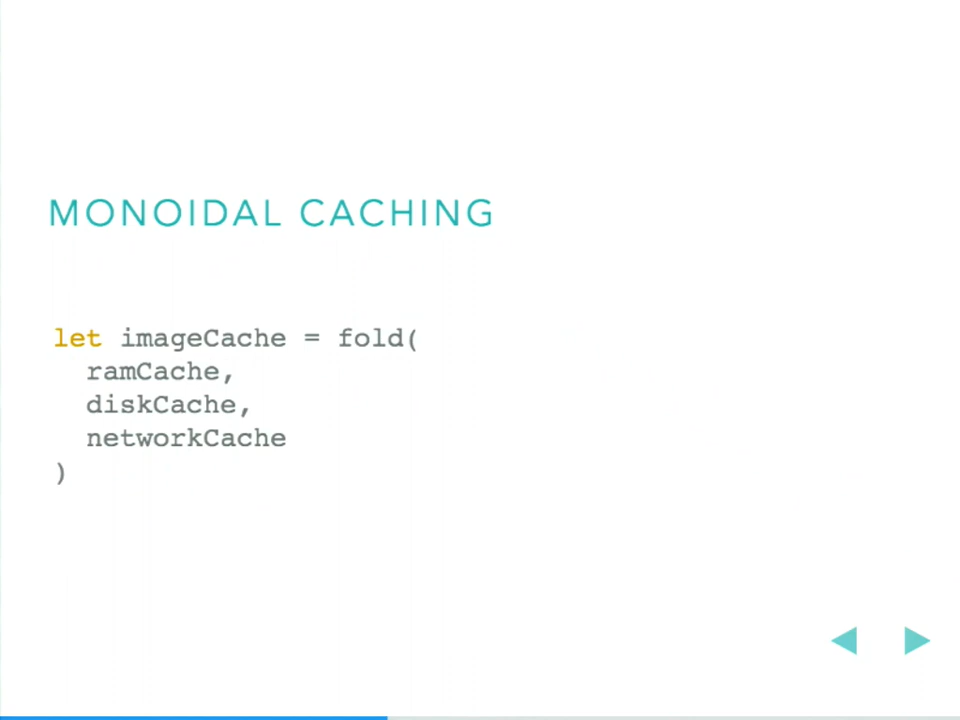 MONOIDAL CACHING
let imageCache = fold(
  ramCache,
  diskCache,
  networkCache
)